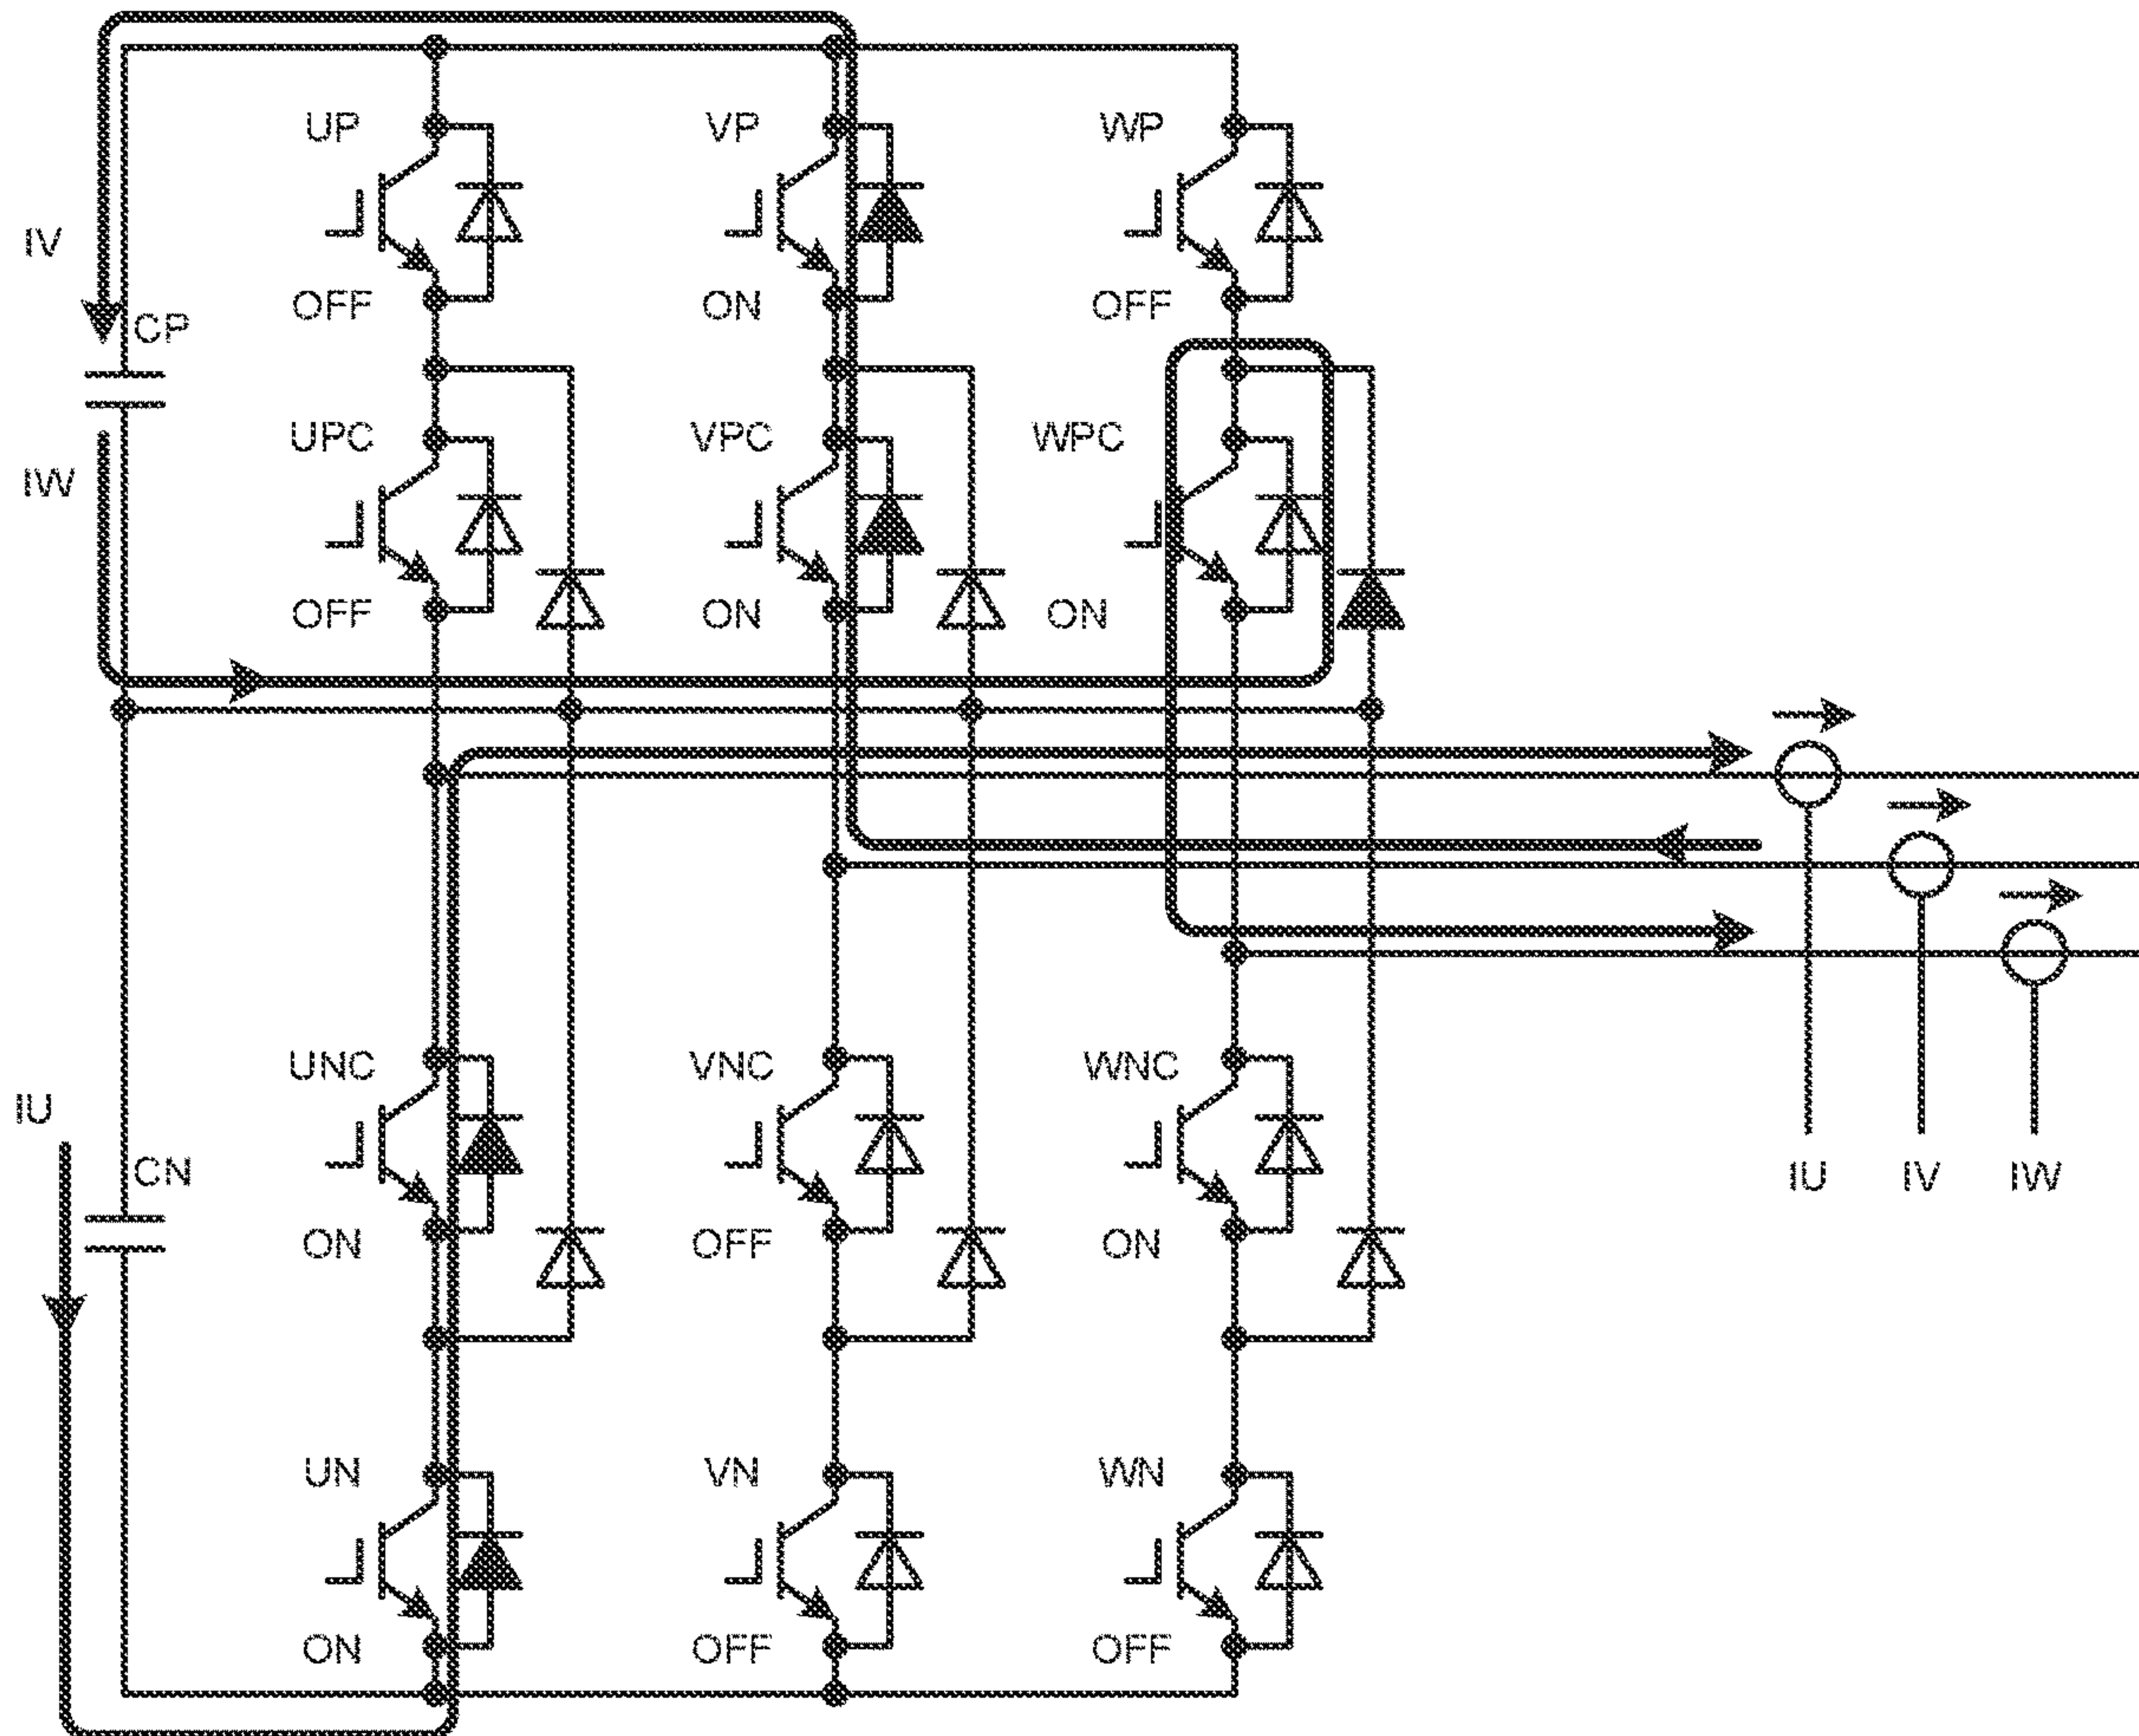 UP
VP
WP
IV
OFF
ON
OFF
CP
UPC
VPC
WPC
IW
OFF
ON
ON
UNC
VNC
WNC
IU
CN
IU
IV
IW
ON
OFF
ON
UN
VN
WN
ON
OFF
OFF